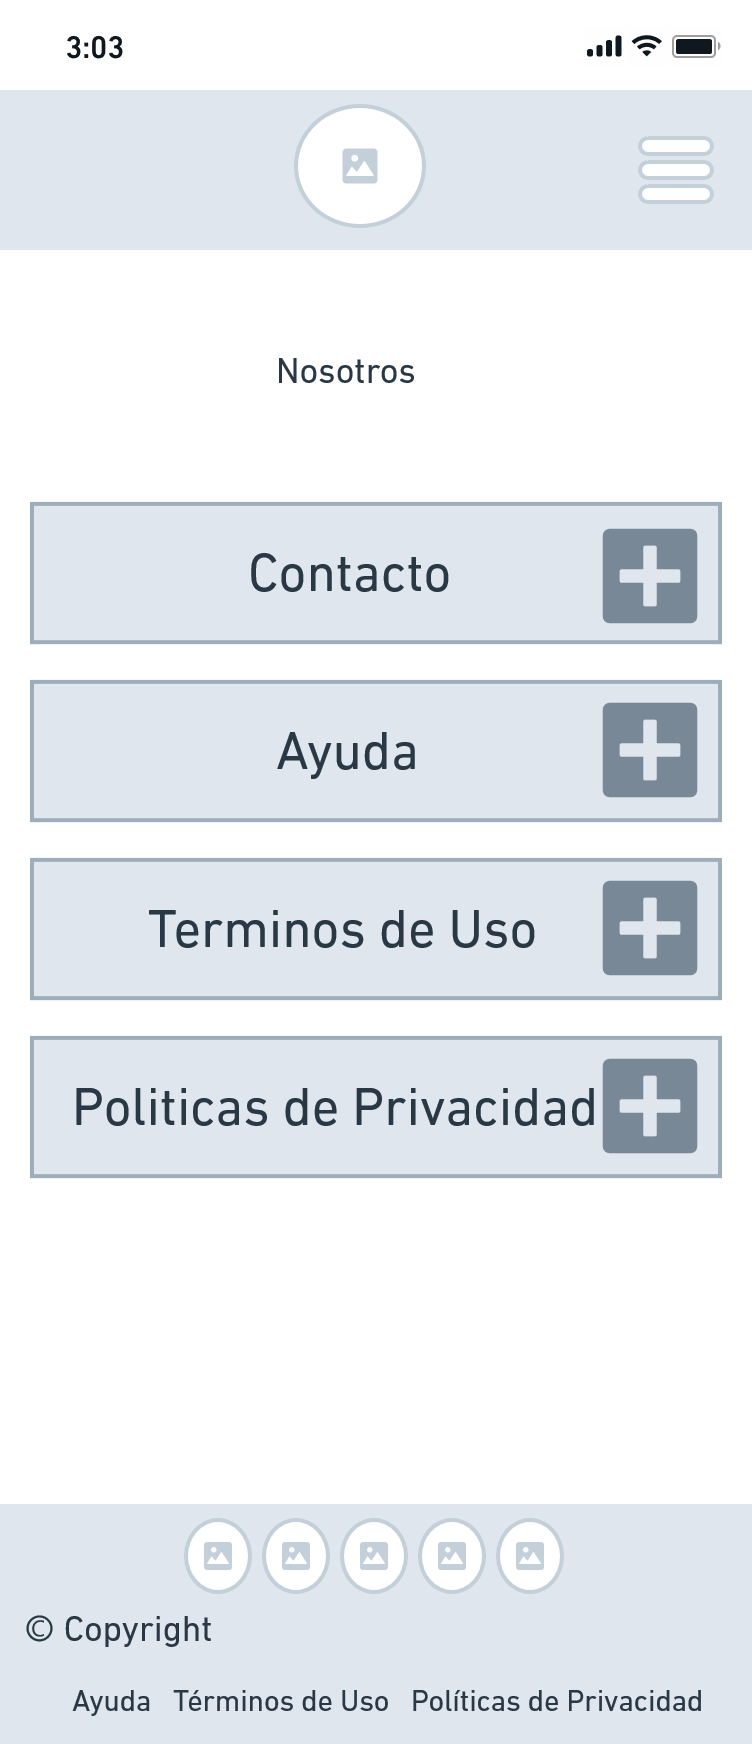 3:03
Nosotros
Contacto
Ayuda
Terminos de Uso
Politicas de Privacidad
© Copyright
Ayuda Términos de Uso Políticas de Privacidad